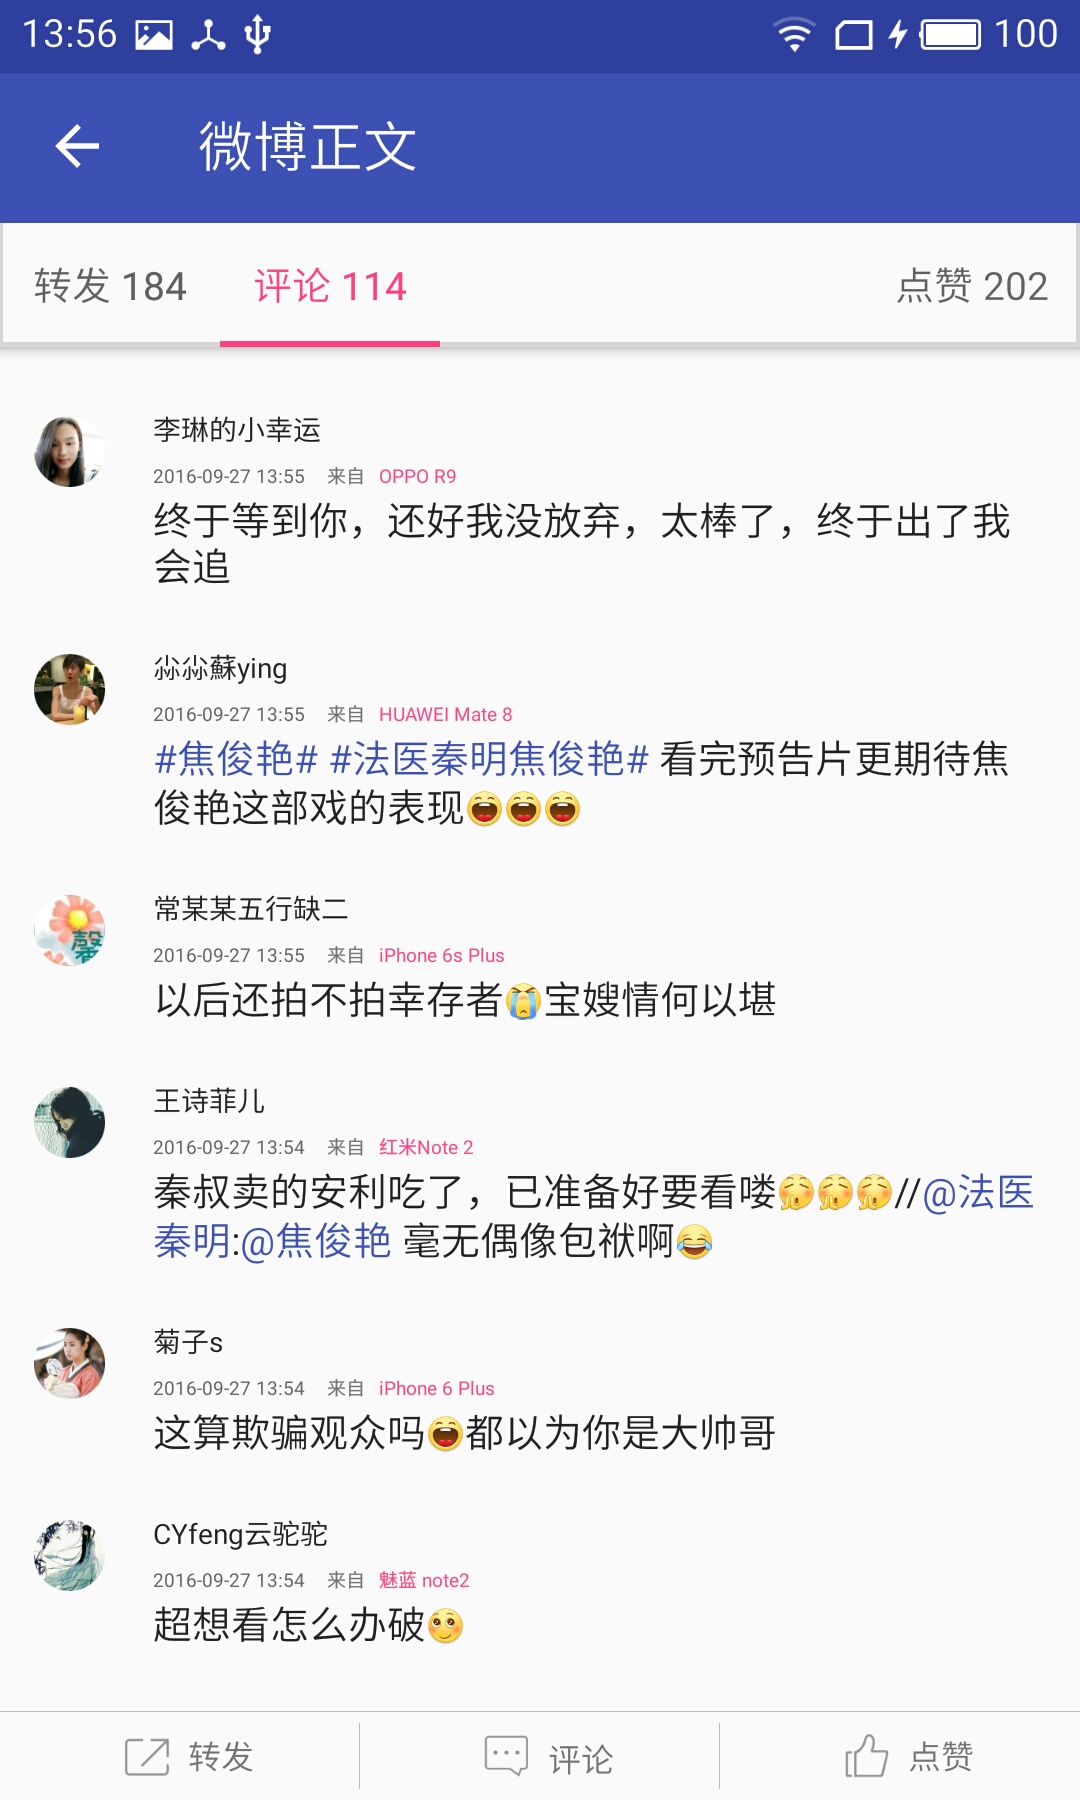 13:56 100
微博正文
转发 184 评论 114 点赞 202
李琳的小幸运
2016-09-27 13:55 来自 OPPO R9
终于等到你，还好我没放弃，太棒了，终于出了我
会追
尛尛蘇ying
2016-09-27 13:55 来自 HUAWEI Mate 8
#焦俊艳# #法医秦明焦俊艳# 看完预告片更期待焦
俊艳这部戏的表现
常某某五行缺二
2016-09-27 13:55 来自 iPhone 6s Plus
以后还拍不拍幸存者😭宝嫂情何以堪
王诗菲儿
2016-09-27 13:54 来自 红米Note 2
秦叔卖的安利吃了，已准备好要看喽//@法医
秦明:@焦俊艳 毫无偶像包袱啊😂
菊子s
2016-09-27 13:54 来自 iPhone 6 Plus
这算欺骗观众吗都以为你是大帅哥
CYfeng云驼驼
2016-09-27 13:54 来自 魅蓝 note2
超想看怎么办破
转发 评论 点赞